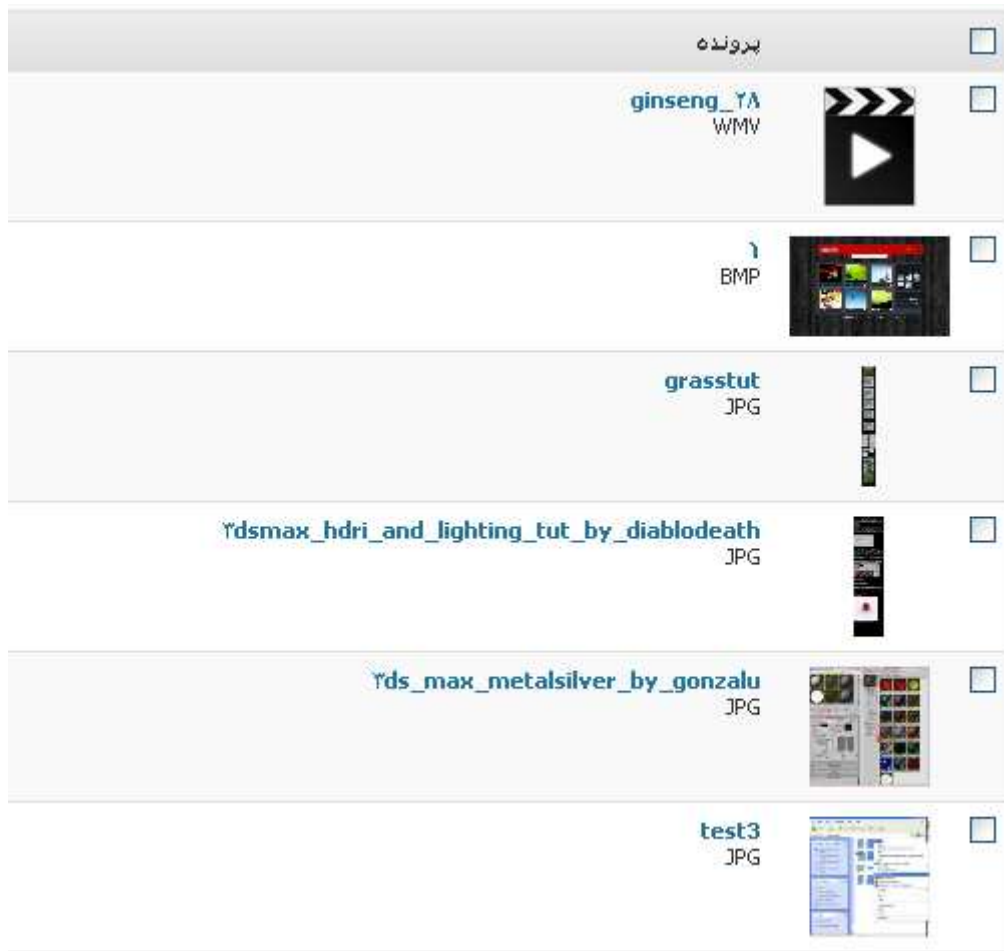 پرونده
ginseng_۲۸
WMV
۱
BMP
grasstut
JPG
۳dsmax_hdri_and_lighting_tut_by_diablodeath
JPG
۳ds_max_metalsilver_by_gonzalu
JPG
test3
JPG